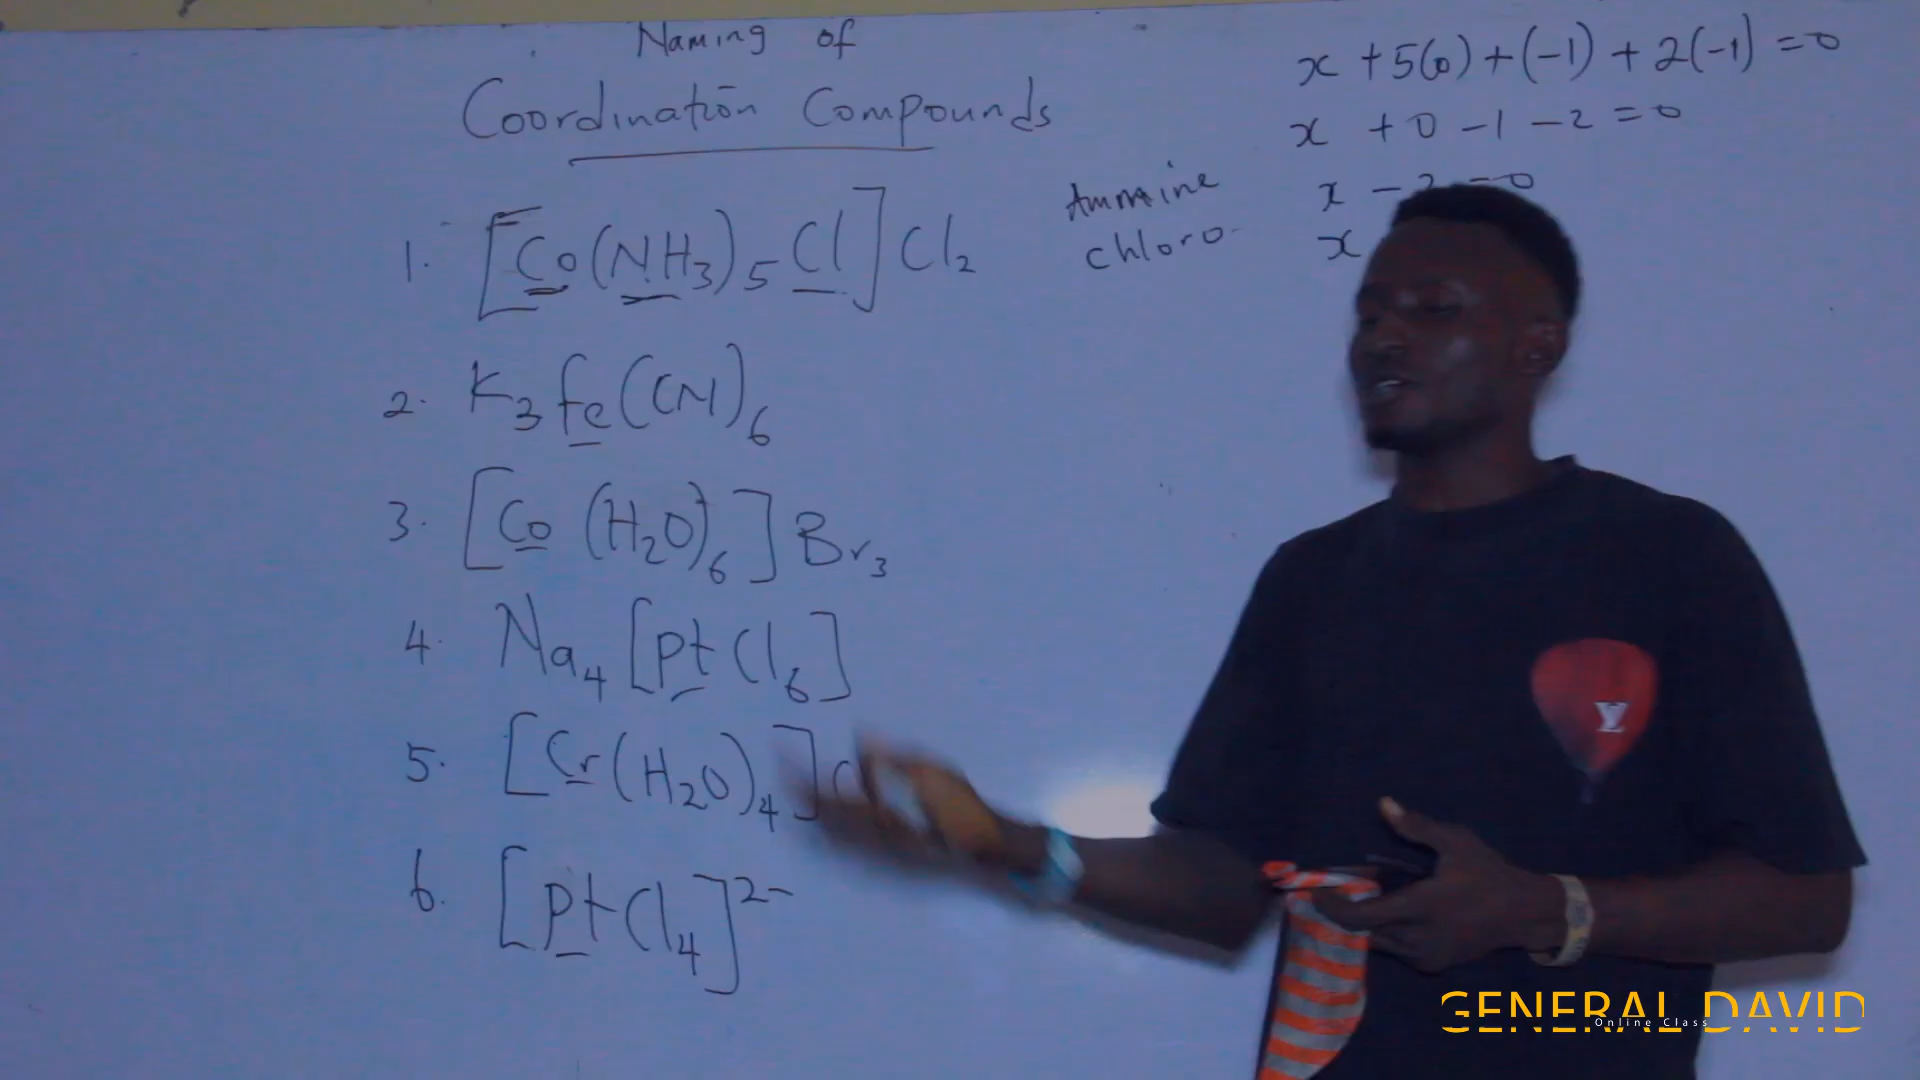 Naming of
Coordination Compounds
1. [Co(NH3)5Cl]Cl2
2. K3Fe(CN)6
3. [Co(H2O)6]Br3
4. Na4[PtCl6]
5. [Cr(H2O)4]C
6. [PtCl4]2-
Ammine
chloro
x + 5(0) + (-1) + 2(-1) = 0
x + 0 - 1 - 2 = 0
x - 3 = 0
x
GENERAL DAVID
Online Class